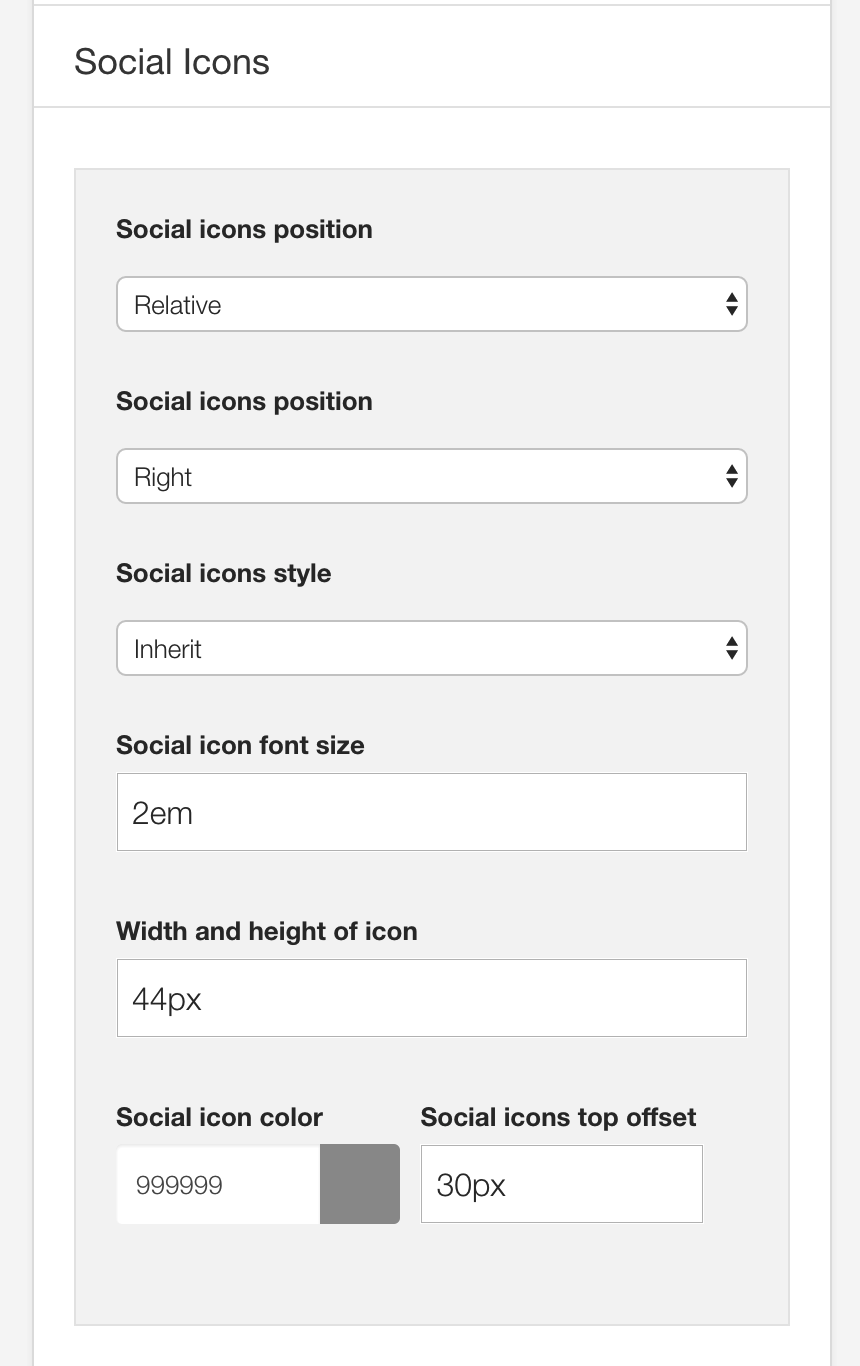 Social Icons
Social icons position
Relative
Social icons position
Right
Social icons style
Inherit
Social icon font size
2em
Width and height of icon
44px
Social icon color
Social icons top offset
999999
30px